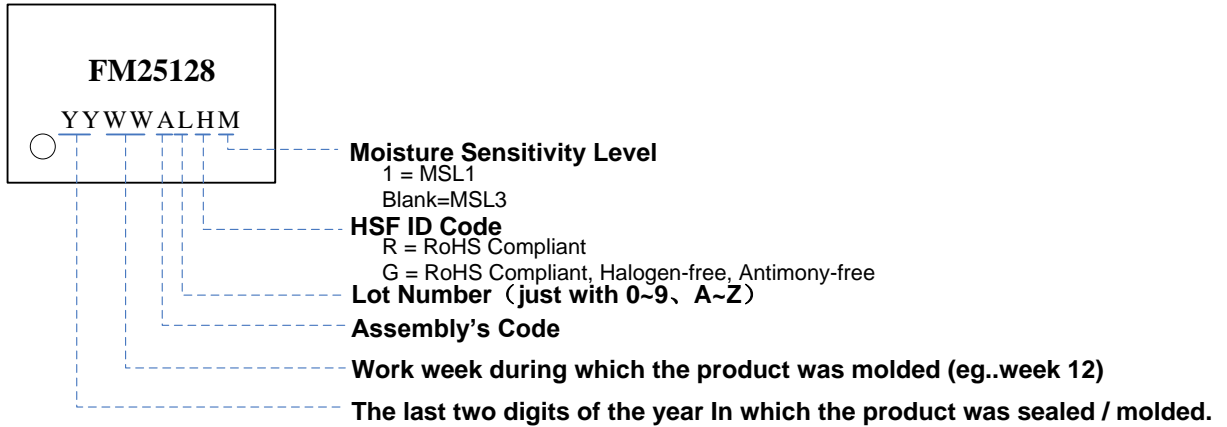 FM25128
YYWWALHM
Moisture Sensitivity Level
1 = MSL1
Blank=MSL3
HSF ID Code
R = RoHS Compliant
G = RoHS Compliant, Halogen-free, Antimony-free
Lot Number（just with 0~9、A~Z）
Assembly’s Code
Work week during which the product was molded (eg..week 12)
The last two digits of the year In which the product was sealed / molded.